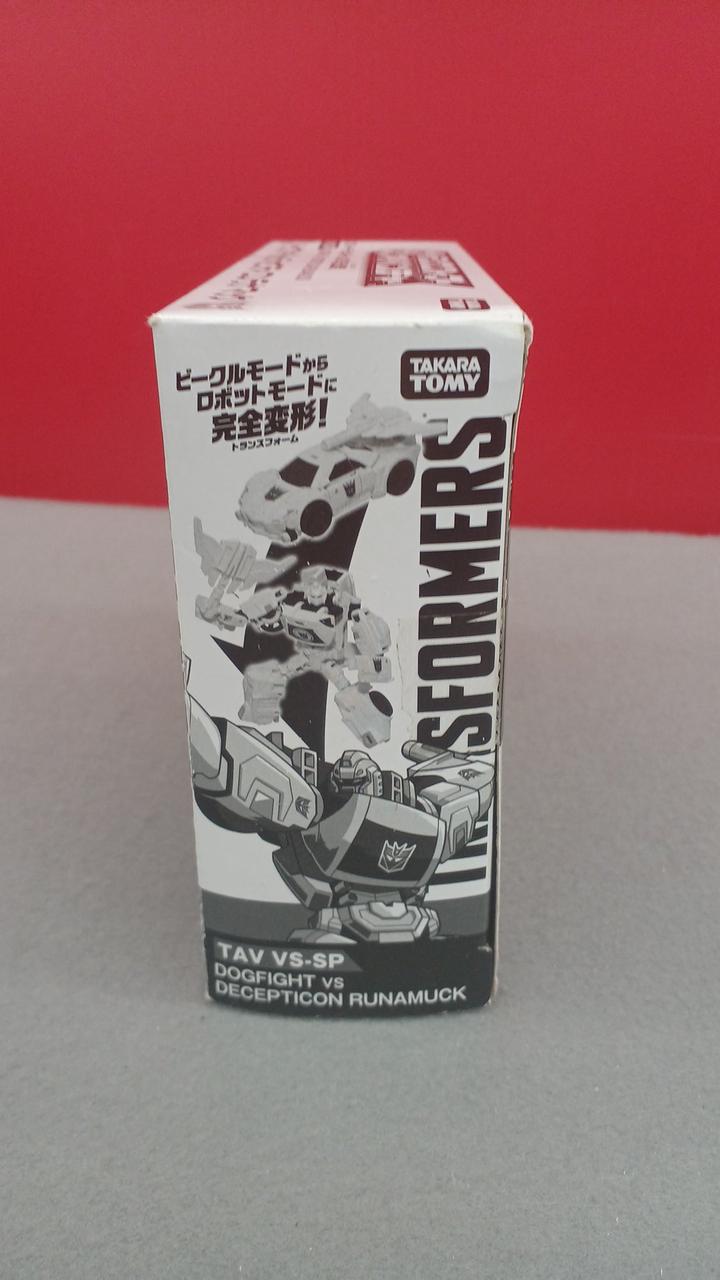 ビークルモードから
ロボットモードに
完全変形!
トランスフォーム
TAKARA
TOMY
TRANSFORMERS
TAV VS-SP
DOGFIGHT VS
DECEPTICON RUNAMUCK